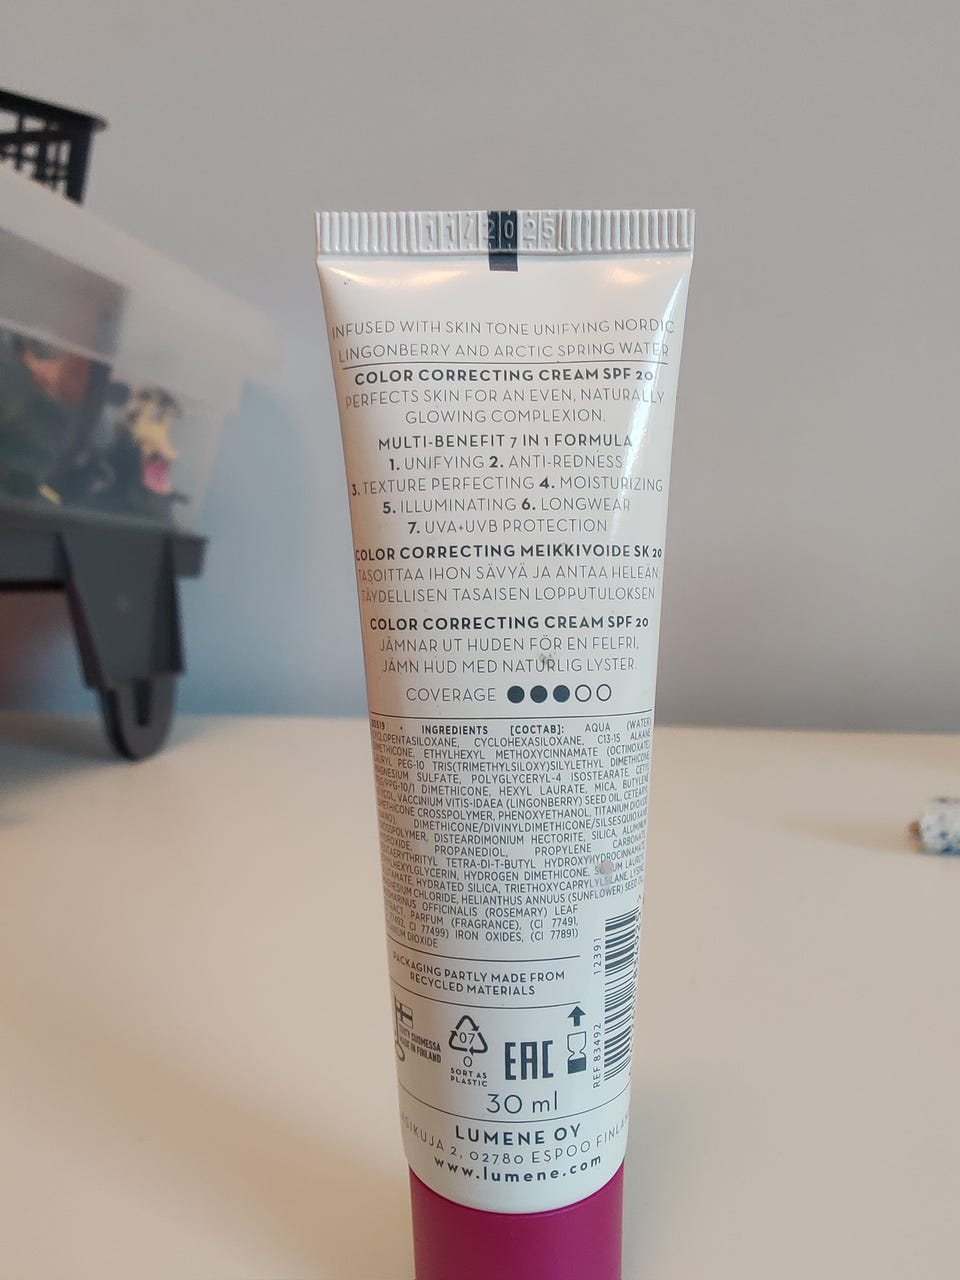 11/2025
INFUSED WITH SKIN TONE UNIFYING NORDIC
LINGONBERRY AND ARCTIC SPRING WATER
COLOR CORRECTING CREAM SPF 20
PERFECTS SKIN FOR AN EVEN, NATURALLY
GLOWING COMPLEXION.
MULTI-BENEFIT 7 IN 1 FORMULA
1. UNIFYING 2. ANTI-REDNESS
3. TEXTURE PERFECTING 4. MOISTURIZING
5. ILLUMINATING 6. LONGWEAR
7. UVA+UVB PROTECTION
COLOR CORRECTING MEIKKIVOIDE SK 20
TASOITTAA IHON SÄVYÄ JA ANTAA HELEÄN,
TÄYDELLISEN TASAISEN LOPPUTULOKSEN
COLOR CORRECTING CREAM SPF 20
JÄMNAR UT HUDEN FÖR EN FELFRI,
JÄMN HUD MED NATURLIG LYSTER.
COVERAGE
INGREDIENTS [СОСТАВ]: AQUA (WATER)
CYCLOPENTASILOXANE, CYCLOHEXASILOXANE, C13-15 ALKANE
DIMETHICONE, ETHYLHEXYL METHOXYCINNAMATE (OCTINOXATE)
LAURYL PEG-10 TRIS(TRIMETHYLSILOXY)SILYLETHYL DIMETHICONE,
MAGNESIUM SULFATE, POLYGLYCERYL-4 ISOSTEARATE,
DIMETHICONE, HEXYL LAURATE, MICA, BUTYLENE
GLYCOL, VACCINIUM VITIS-IDAEA (LINGONBERRY) SEED OIL,
CROSSPOLYMER, PHENOXYETHANOL, TITANIUM DIOXIDE
DIMETHICONE/DIVINYLDIMETHICONE/SILSESQUIOXANE
DISTEARDIMONIUM HECTORITE, SILICA,
PROPANEDIOL, PROPYLENE CARBONATE
TETRA-DI-T-BUTYL HYDROXYHYDROCINNAMATE
HYDROGEN DIMETHICONE,
HYDRATED SILICA, TRIETHOXYCAPRYLYLSILANE,
CHLORIDE, HELIANTHUS ANNUUS (SUNFLOWER) SEED
OFFICINALIS (ROSEMARY) LEAF
PARFUM (FRAGRANCE), (CI 77491,
77492, CI 77499) IRON OXIDES, (CI 77891)
DIOXIDE
PACKAGING PARTLY MADE FROM
RECYCLED MATERIALS
SUOMESSA
MADE IN FINLAND
07
O
SORT AS
PLASTIC
EAC
12391
REF 83492
30 ml
LUMENE OY
2, 02780 ESPOO FINLAND
www.lumene.com